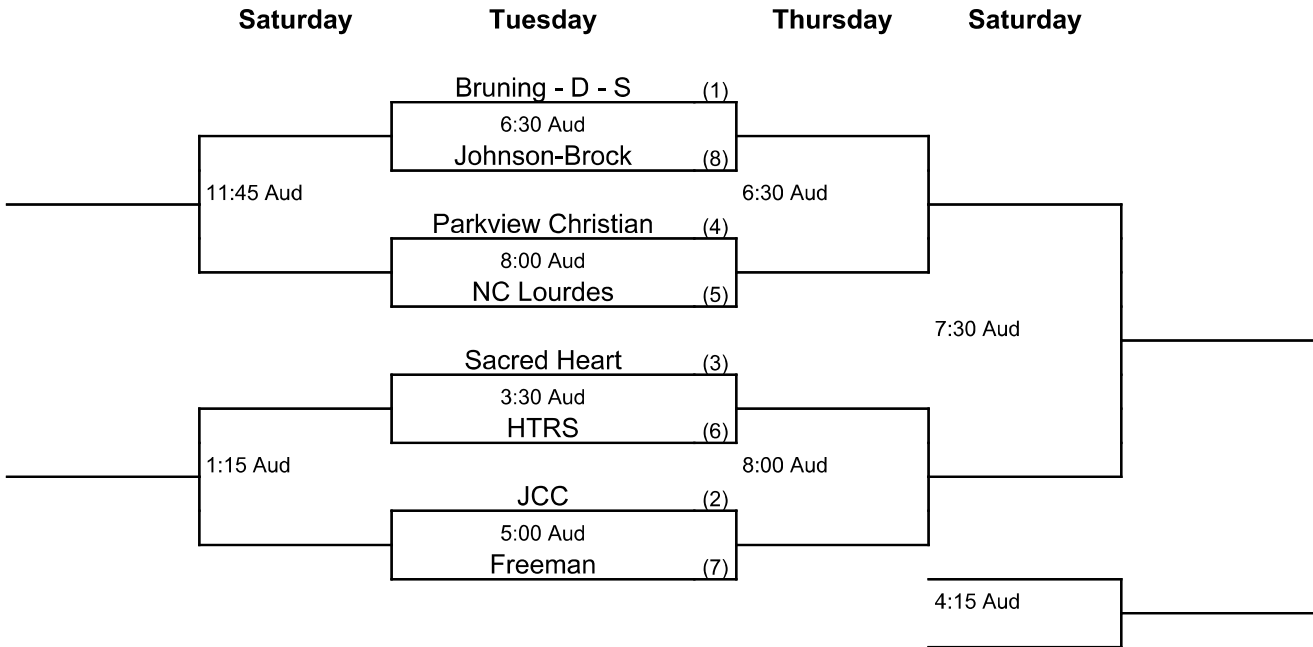 Saturday Tuesday Thursday Saturday
Bruning - D - S (1)
6:30 Aud
Johnson-Brock (8)
11:45 Aud 6:30 Aud
Parkview Christian (4)
8:00 Aud
NC Lourdes (5)
7:30 Aud
Sacred Heart (3)
3:30 Aud
HTRS (6)
1:15 Aud 8:00 Aud
JCC (2)
5:00 Aud
Freeman (7)
4:15 Aud